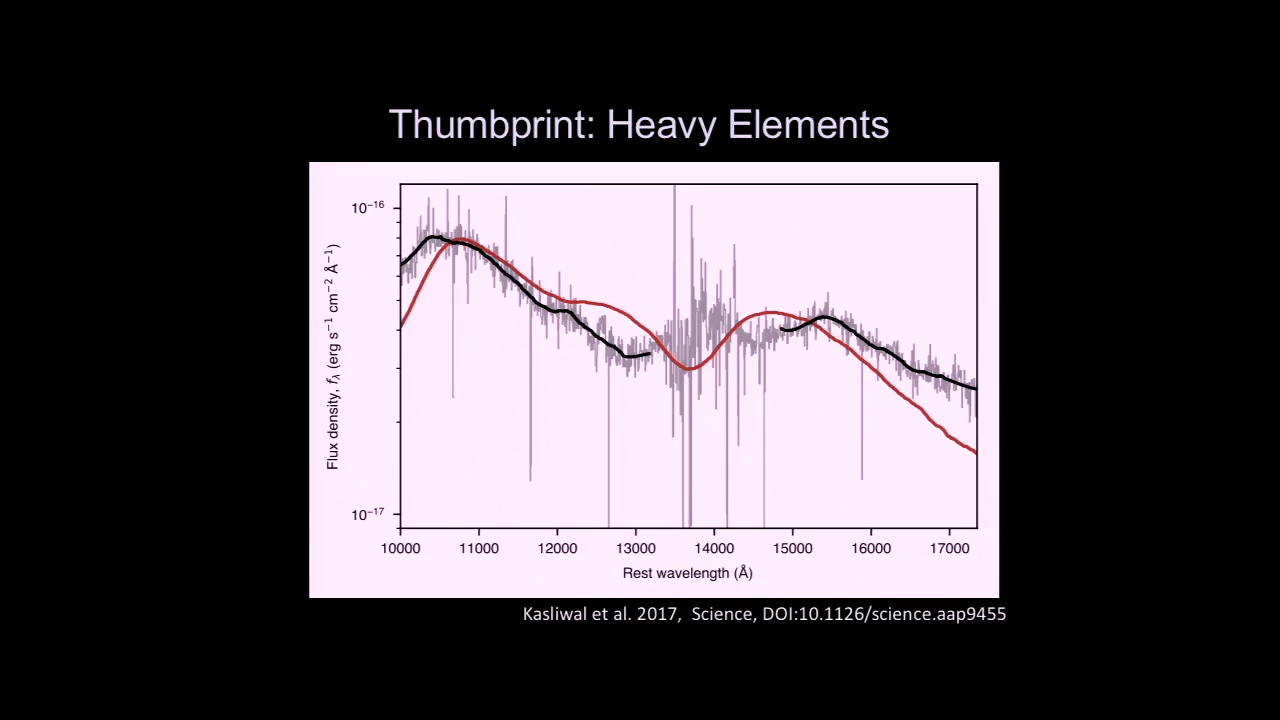 Thumbprint: Heavy Elements
10⁻¹⁶
10⁻¹⁷
Flux density, fλ (erg s⁻¹ cm⁻² Å⁻¹)
10000 11000 12000 13000 14000 15000 16000 17000
Rest wavelength (Å)
Kasliwal et al. 2017, Science, DOI:10.1126/science.aap9455